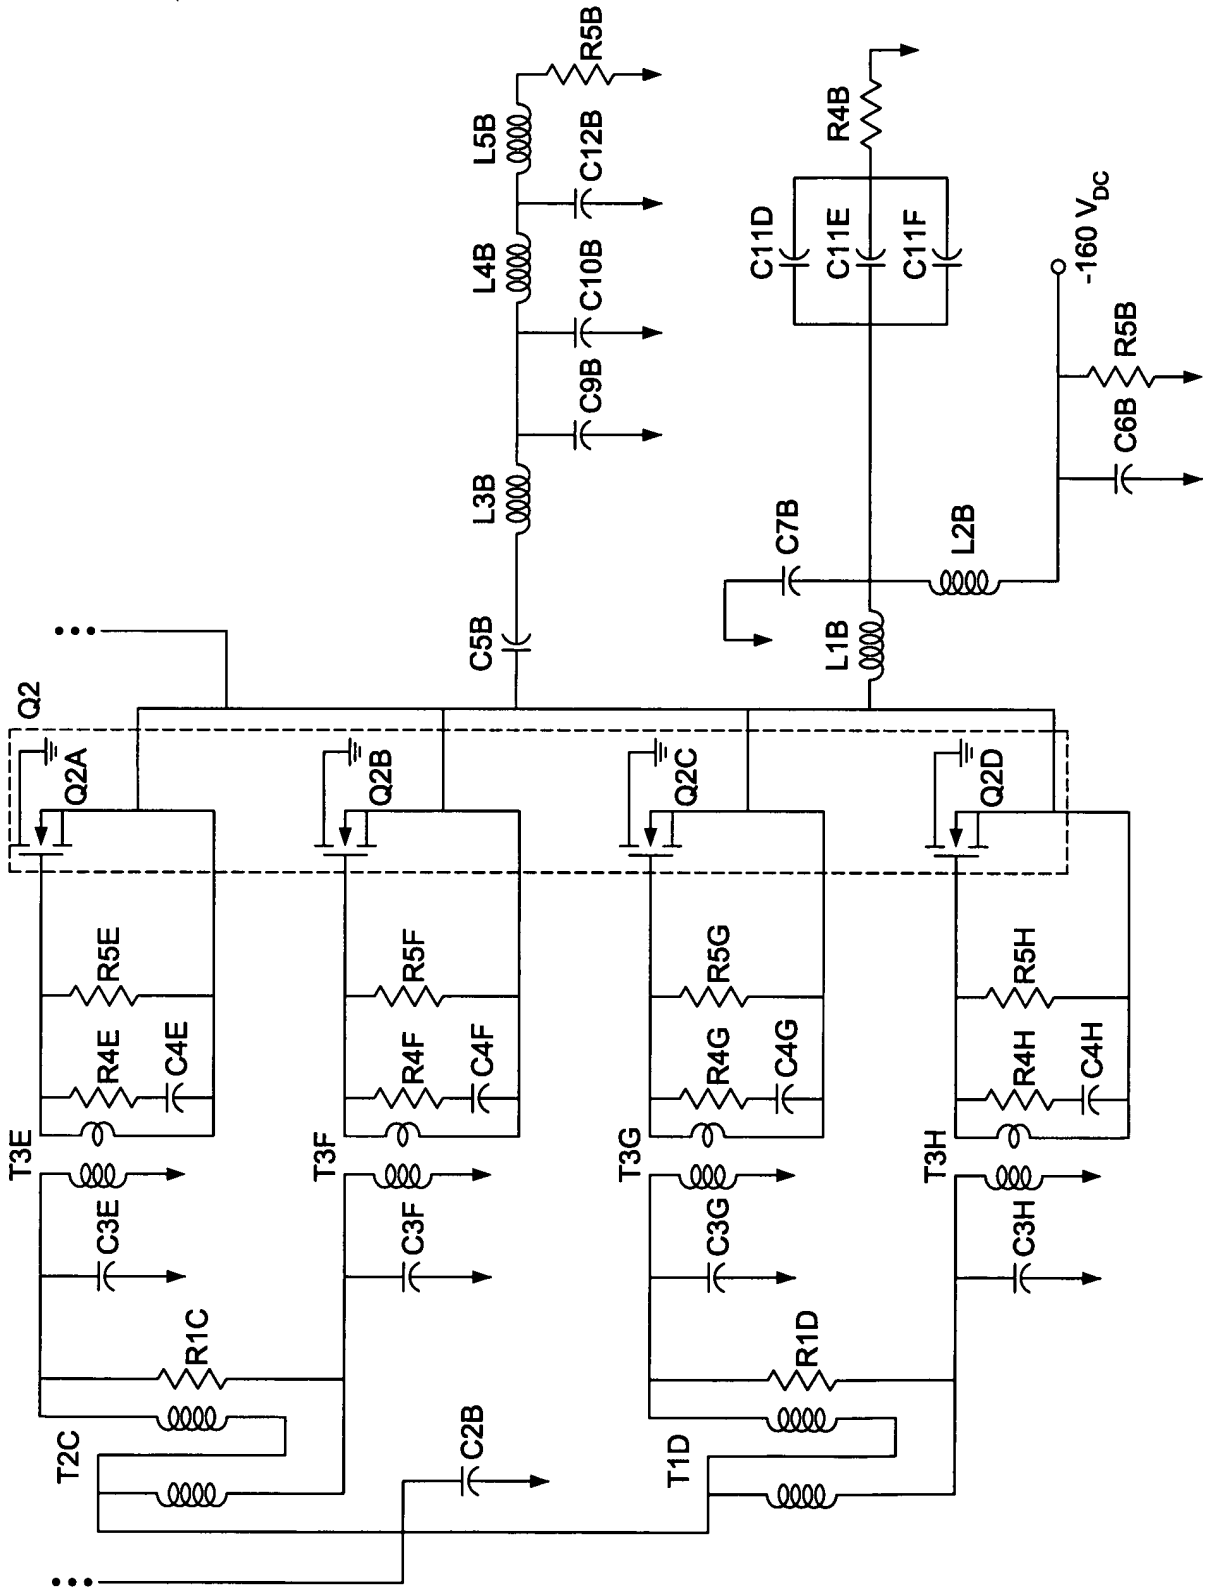 R5B
L5B
C12B
L4B
C10B
C9B
L3B
C5B
R4B
C11D
C11E
C11F
-160 VDC
R5B
C6B
C7B
L2B
L1B
Q2
Q2A
Q2B
Q2C
Q2D
R5E
R4E
C4E
T3E
C3E
R5F
R4F
C4F
T3F
C3F
R5G
R4G
C4G
T3G
C3G
R5H
R4H
C4H
T3H
C3H
R1C
T2C
C2B
R1D
T1D